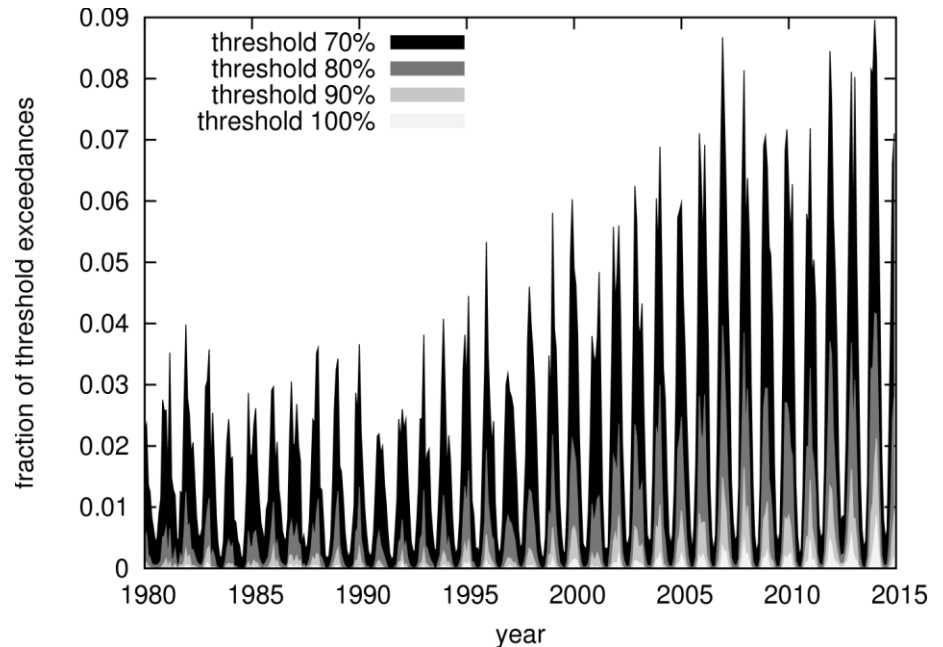 0.09
0.08
0.07
0.06
0.05
0.04
0.03
0.02
0.01
0
fraction of threshold exceedances
threshold 70%
threshold 80%
threshold 90%
threshold 100%
1980 1985 1990 1995 2000 2005 2010 2015
year